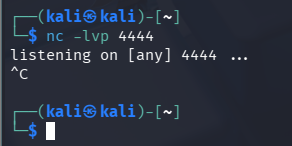 ┌──(kali㉿kali)-[~]
└─$ nc -lvp 4444
listening on [any] 4444 ...
^C
┌──(kali㉿kali)-[~]
└─$